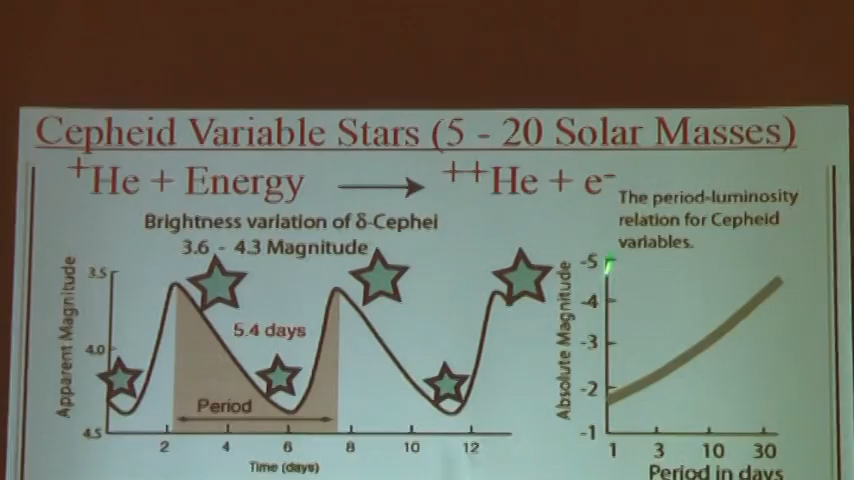 Cepheid Variable Stars (5 - 20 Solar Masses)
+He + Energy → ++He + e-
Brightness variation of δ-Cephei
3.6 - 4.3 Magnitude
Apparent Magnitude
3.5
4.0
4.5
5.4 days
Period
2 4 6 8 10 12
Time (days)
The period-luminosity
relation for Cepheid
variables.
Absolute Magnitude
-5
-4
-3
-2
-1
1 3 10 30
Period in days